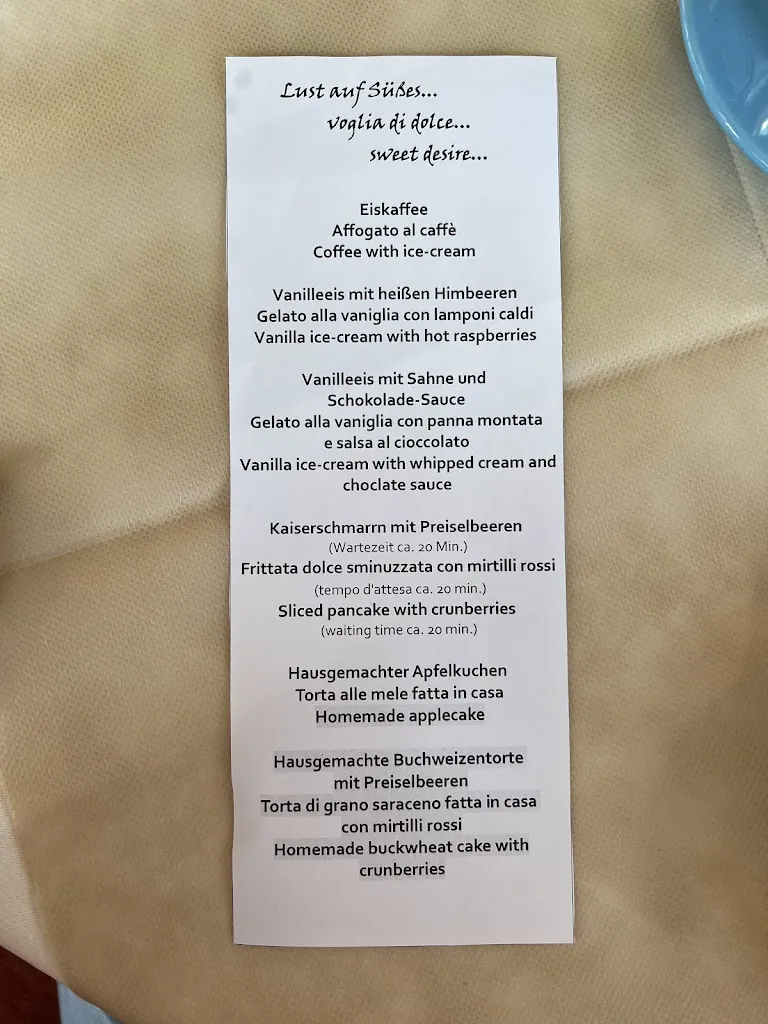 Lust auf Süßes...
voglia di dolce...
sweet desire...
Eiskaffee
Affogato al caffè
Coffee with ice-cream
Vanilleeis mit heißen Himbeeren
Gelato alla vaniglia con lamponi caldi
Vanilla ice-cream with hot raspberries
Vanilleeis mit Sahne und
Schokolade-Sauce
Gelato alla vaniglia con panna montata
e salsa al cioccolato
Vanilla ice-cream with whipped cream and
choclate sauce
Kaiserschmarrn mit Preiselbeeren
(Wartezeit ca. 20 Min.)
Frittata dolce sminuzzata con mirtilli rossi
(tempo d'attesa ca. 20 min.)
Sliced pancake with crunberries
(waiting time ca. 20 min.)
Hausgemachter Apfelkuchen
Torta alle mele fatta in casa
Homemade applecake
Hausgemachte Buchweizentorte
mit Preiselbeeren
Torta di grano saraceno fatta in casa
con mirtilli rossi
Homemade buckwheat cake with
crunberries